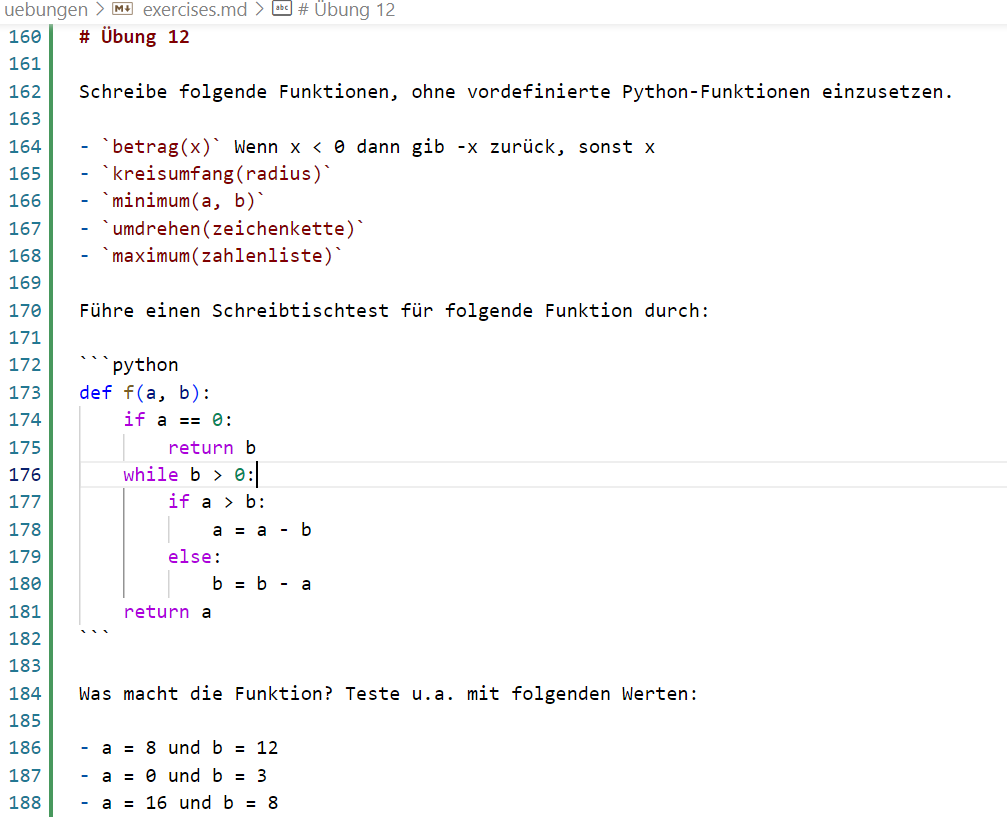 uebungen > exercises.md > # Übung 12
160 # Übung 12
161
162 Schreibe folgende Funktionen, ohne vordefinierte Python-Funktionen einzusetzen.
163
164 - `betrag(x)` Wenn x < 0 dann gib -x zurück, sonst x
165 - `kreisumfang(radius)`
166 - `minimum(a, b)`
167 - `umdrehen(zeichenkette)`
168 - `maximum(zahlenliste)`
169
170 Führe einen Schreibtischtest für folgende Funktion durch:
171
172 ```python
173 def f(a, b):
174     if a == 0:
175         return b
176     while b > 0:
177         if a > b:
178             a = a - b
179         else:
180             b = b - a
181     return a
182 ```
183
184 Was macht die Funktion? Teste u.a. mit folgenden Werten:
185
186 - a = 8 und b = 12
187 - a = 0 und b = 3
188 - a = 16 und b = 8